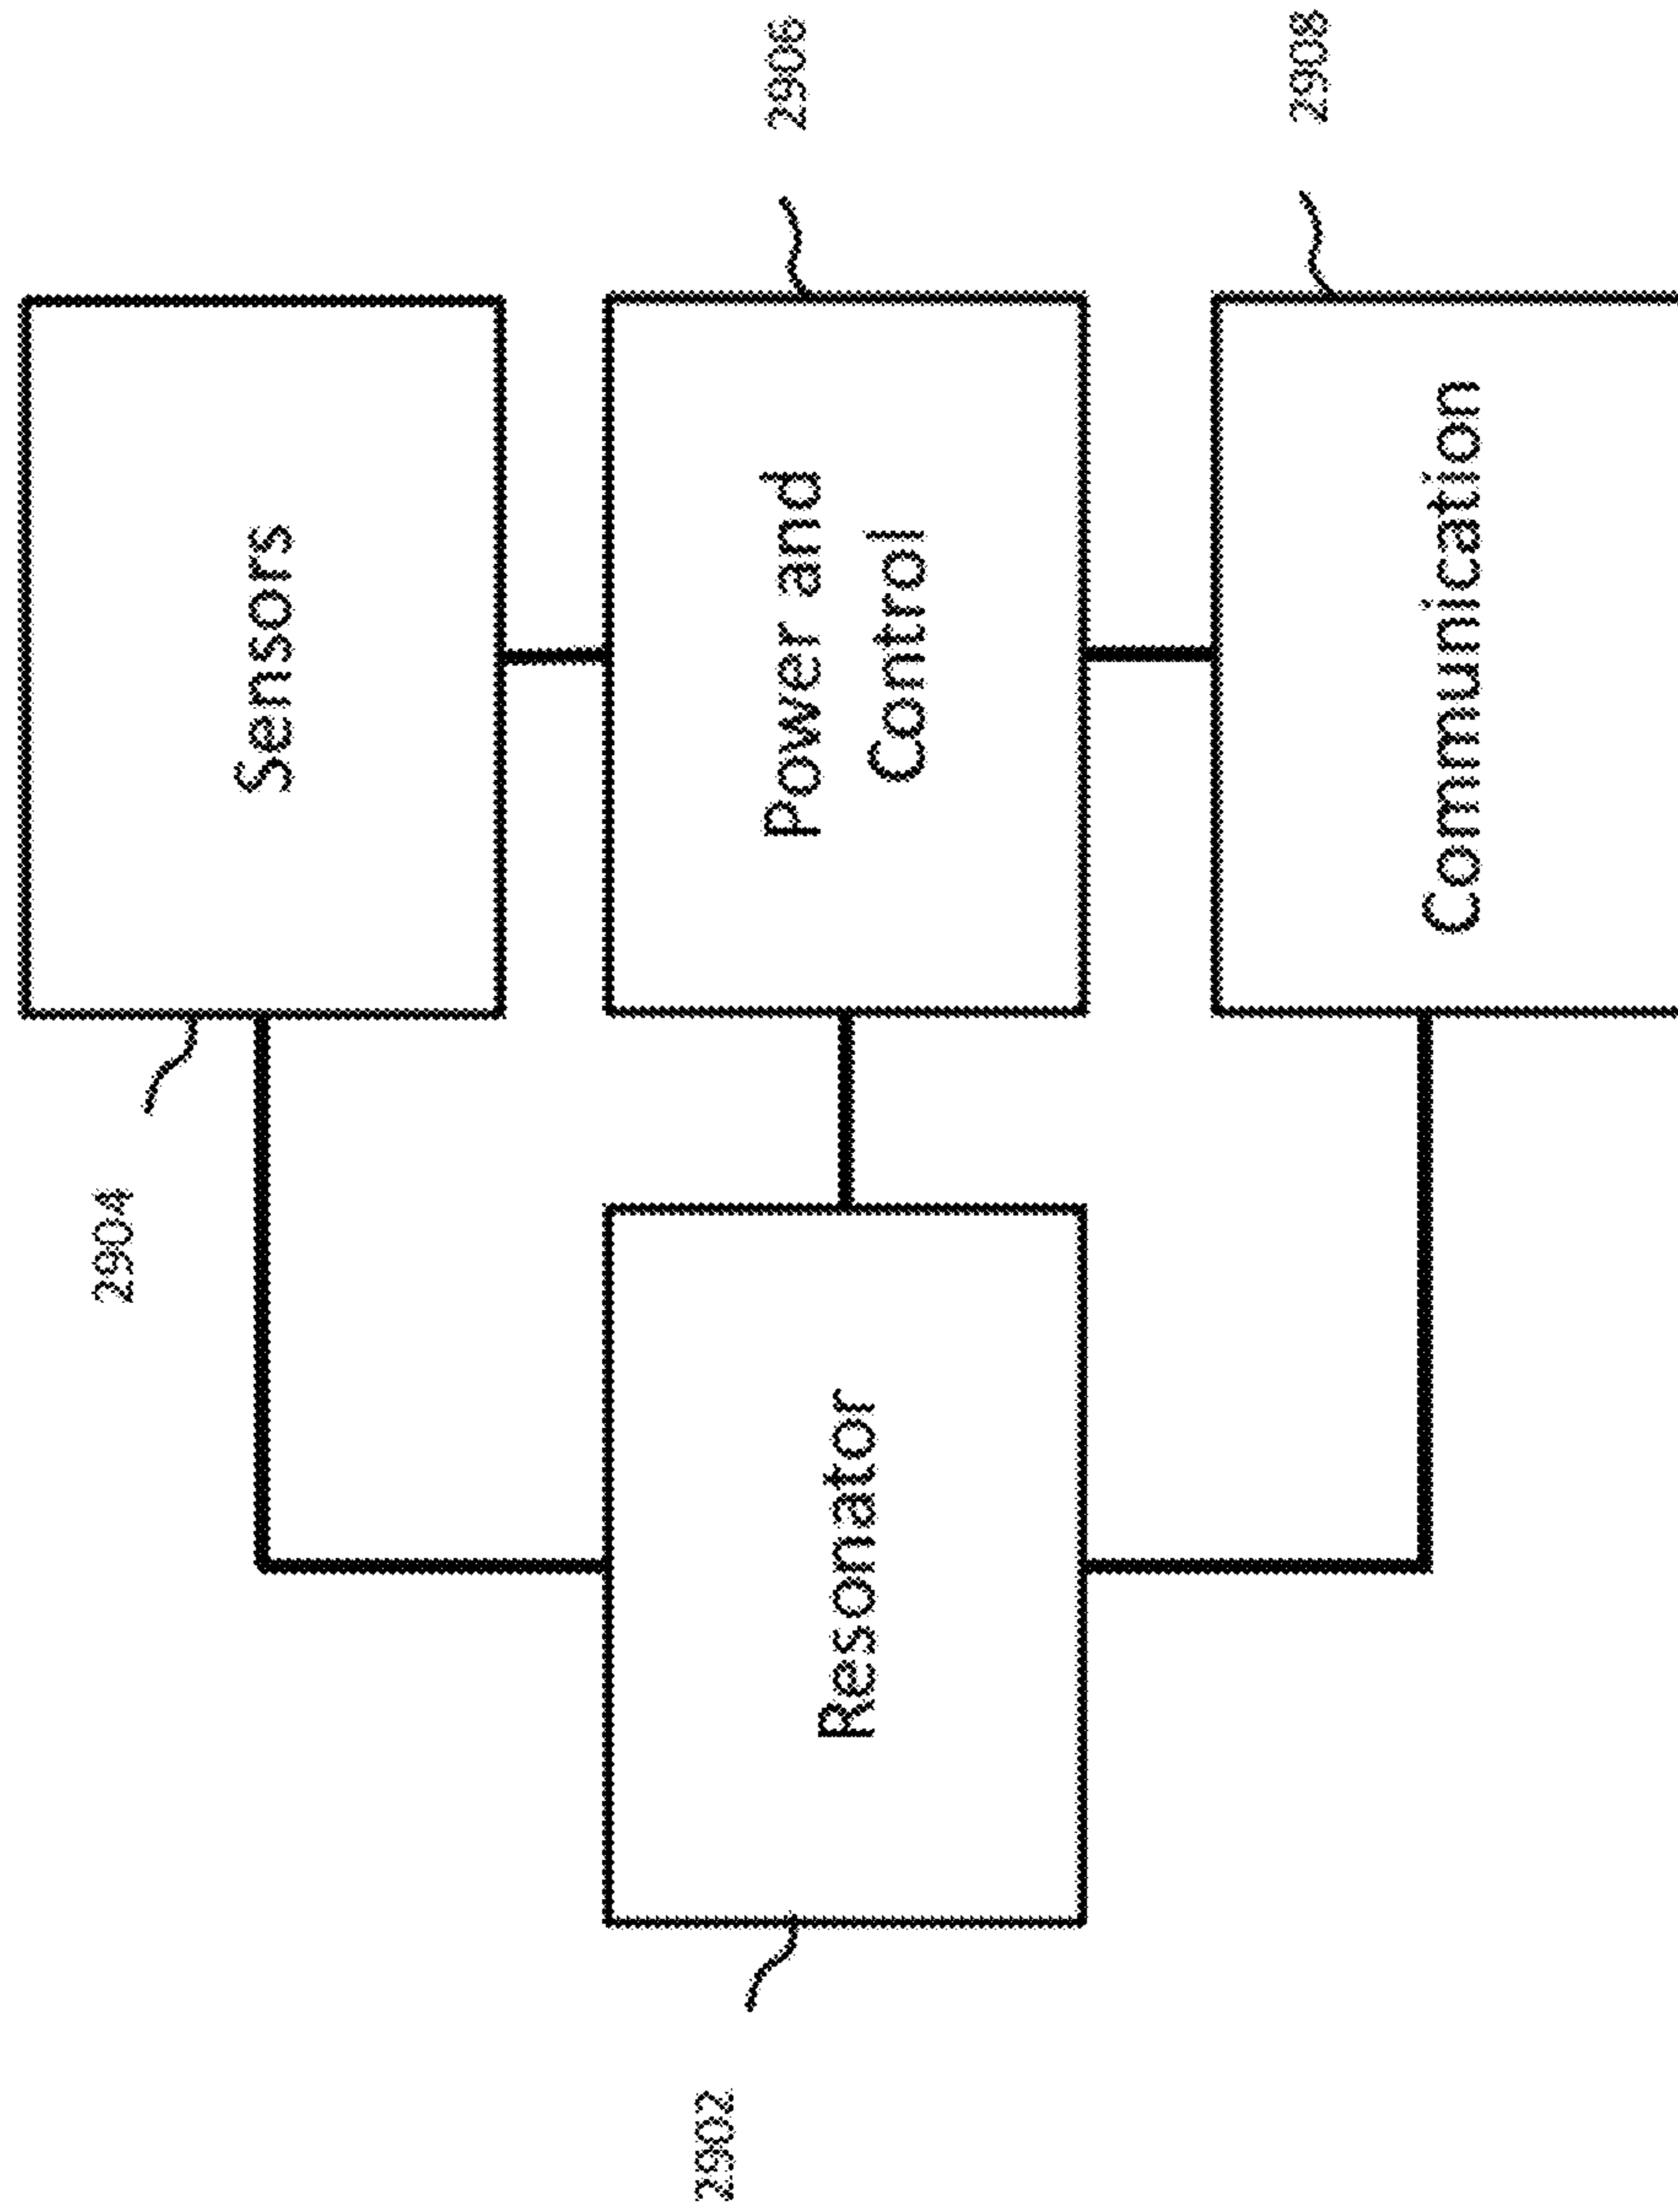 2904
Sensors
2902
Resonator
Power and
Control
2906
Communication
2908